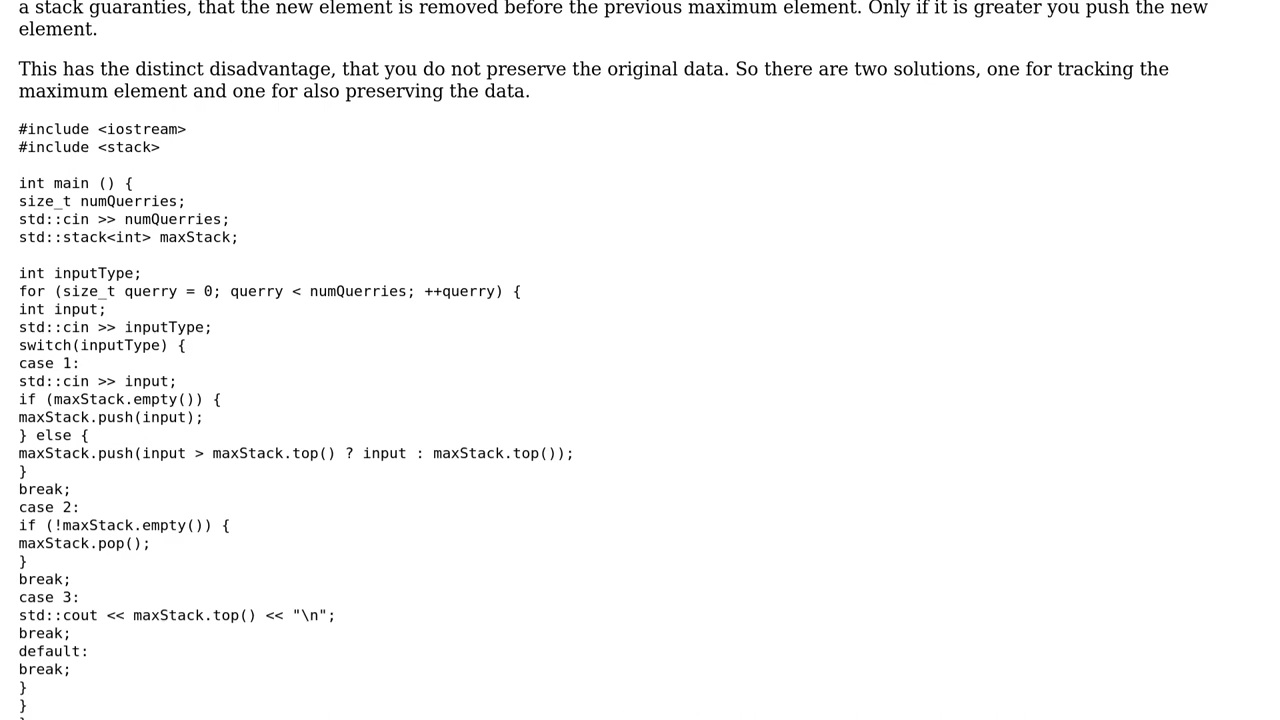 a stack guaranties, that the new element is removed before the previous maximum element. Only if it is greater you push the new
element.
This has the distinct disadvantage, that you do not preserve the original data. So there are two solutions, one for tracking the
maximum element and one for also preserving the data.
#include <iostream>
#include <stack>
int main () {
size_t numQuerries;
std::cin >> numQuerries;
std::stack<int> maxStack;
int inputType;
for (size_t querry = 0; querry < numQuerries; ++querry) {
int input;
std::cin >> inputType;
switch(inputType) {
case 1:
std::cin >> input;
if (maxStack.empty()) {
maxStack.push(input);
} else {
maxStack.push(input > maxStack.top() ? input : maxStack.top());
}
break;
case 2:
if (!maxStack.empty()) {
maxStack.pop();
}
break;
case 3:
std::cout << maxStack.top() << "\n";
break;
default:
break;
}
}